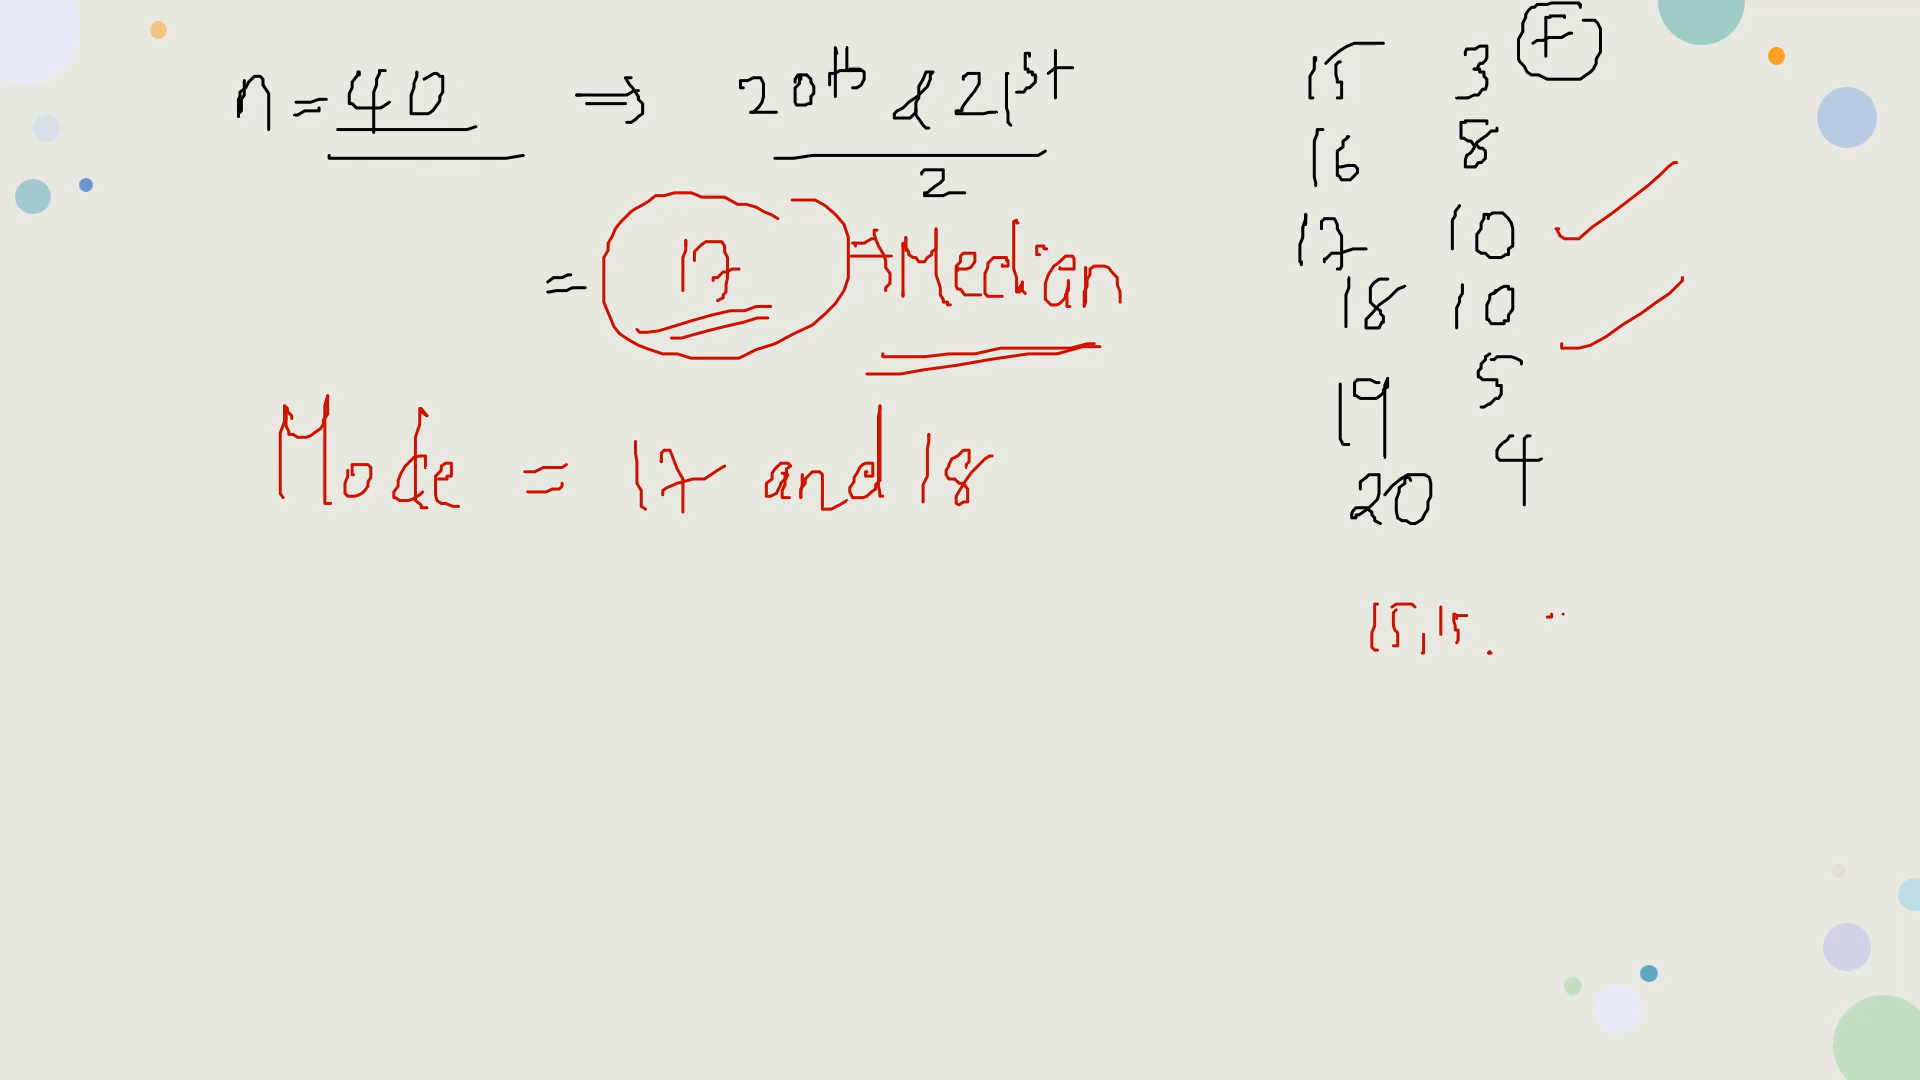 n = 40 ⇒ 20th & 21st
2
= 17 → Median
Mode = 17 and 18
F
15 3
16 8
17 10
18 10
19 5
20 4
15, 15. ..